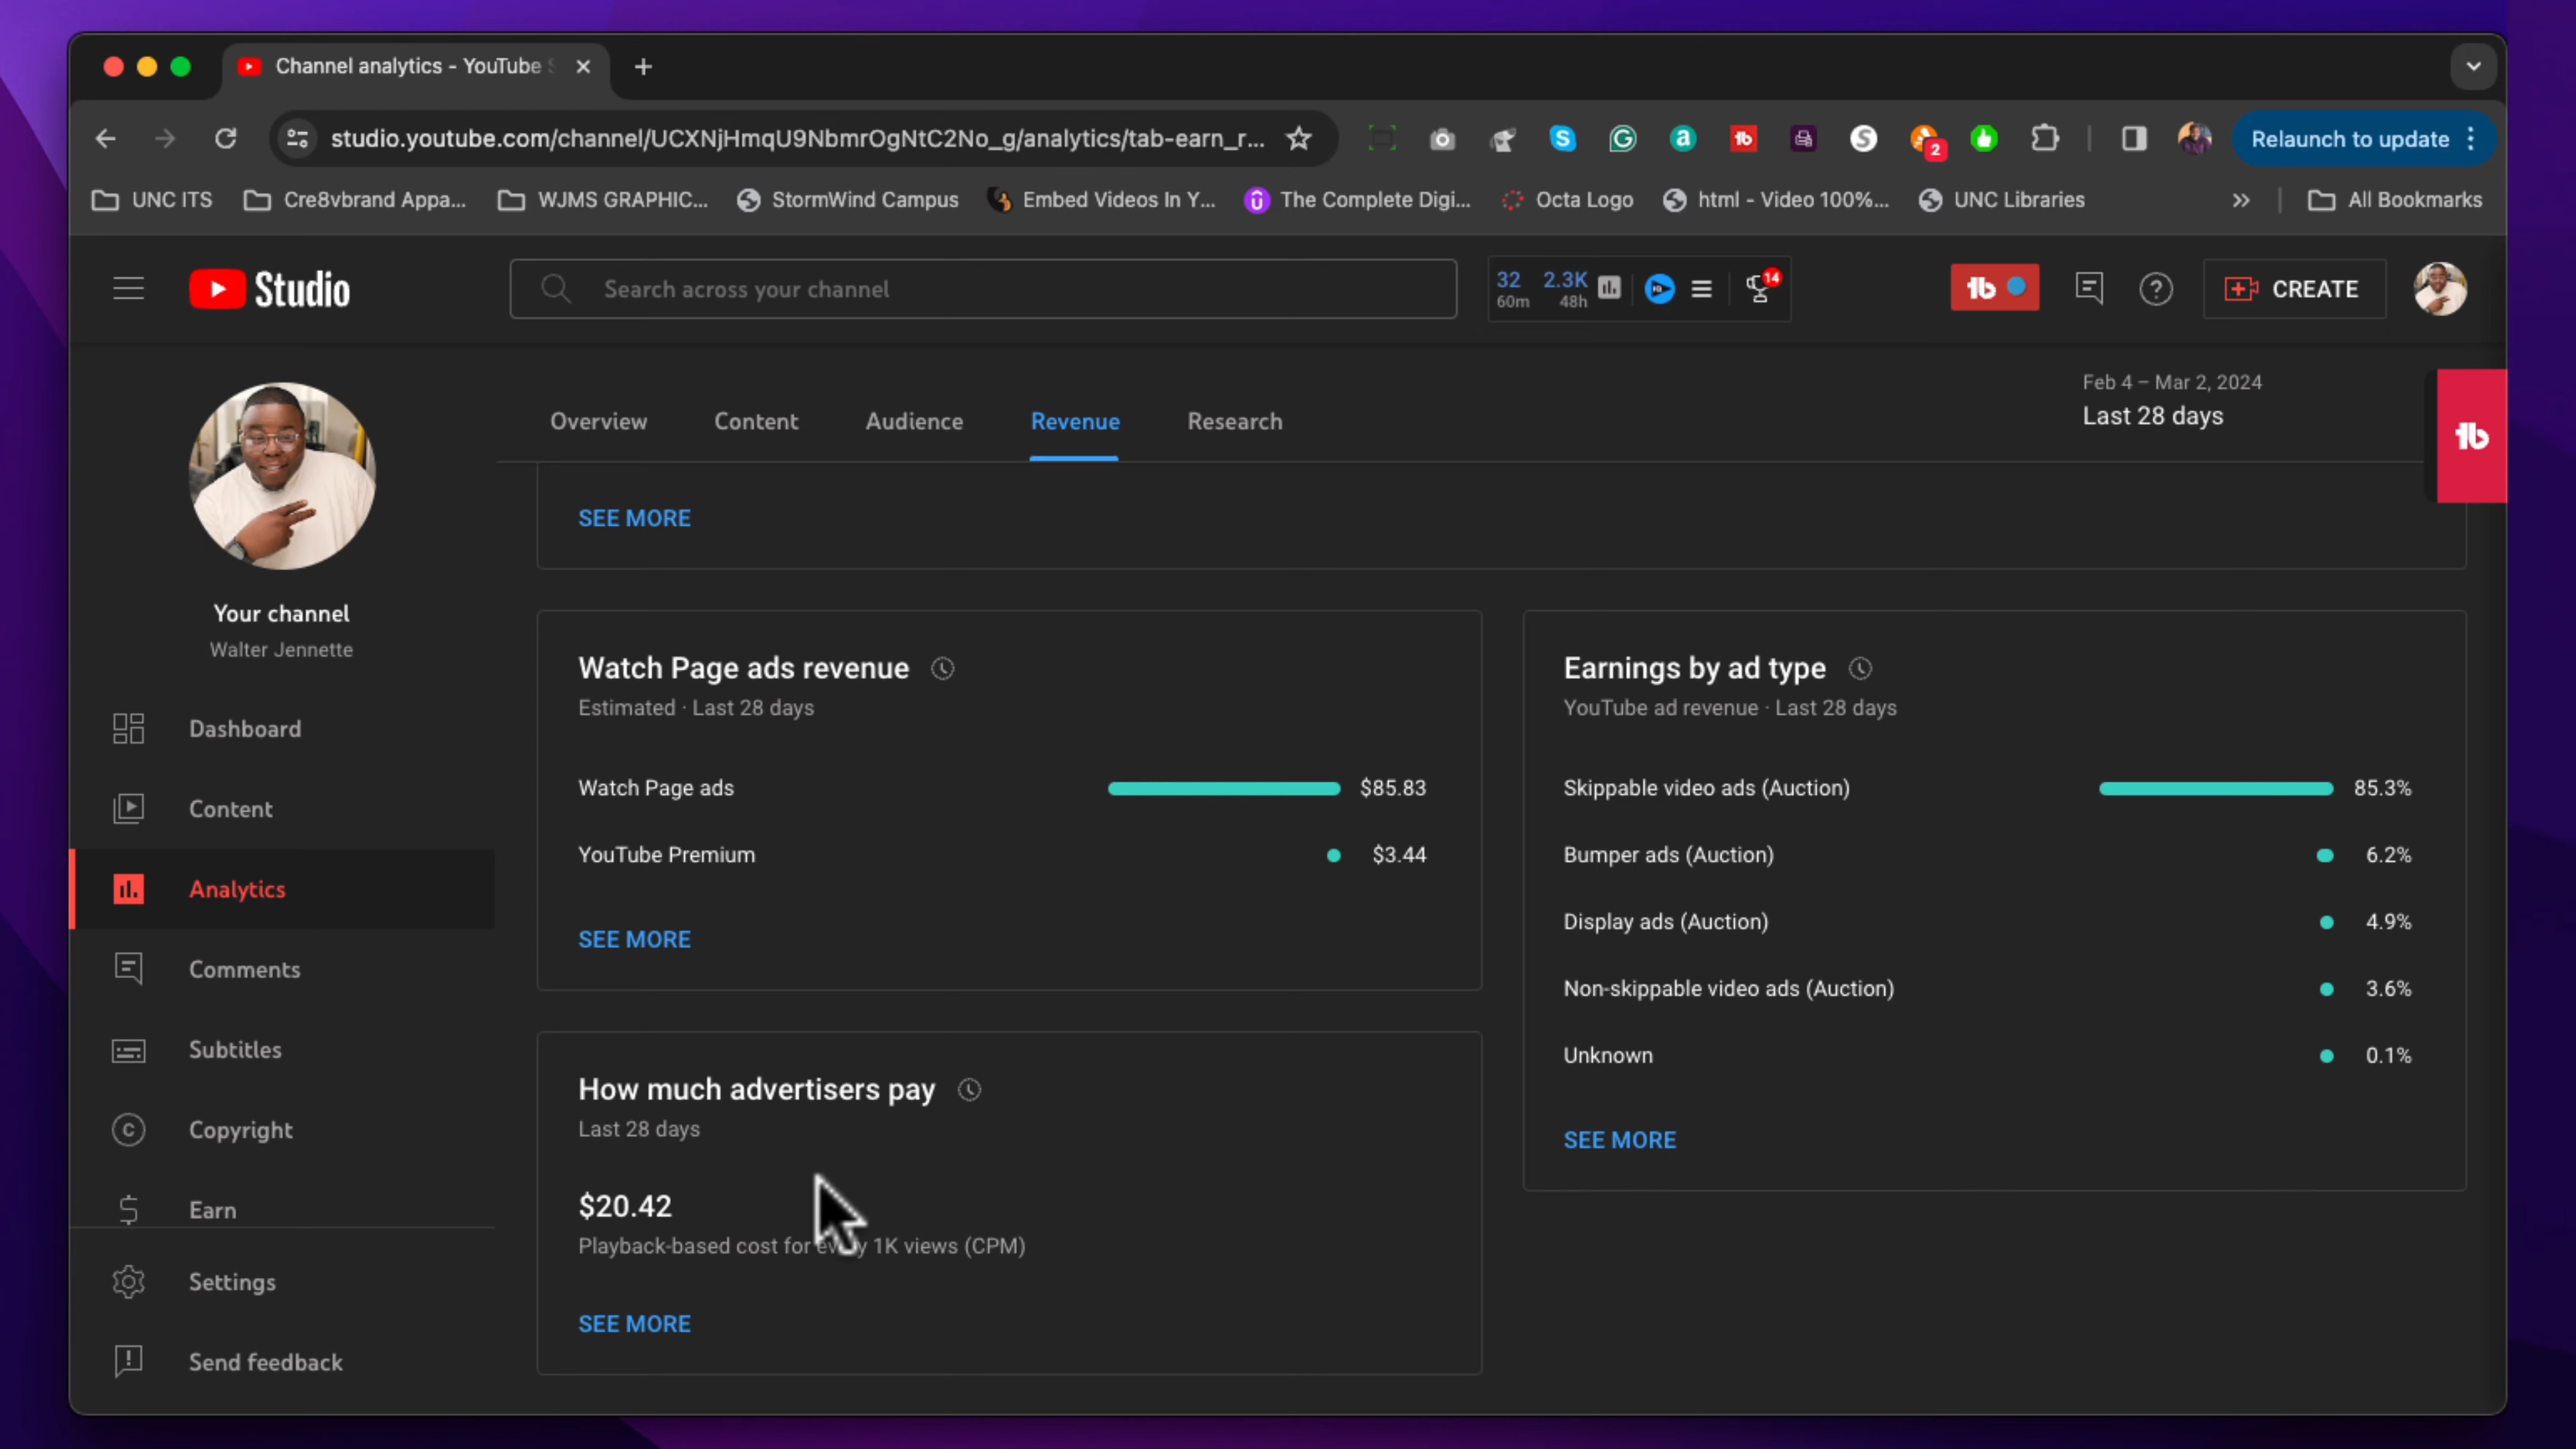 Channel analytics - YouTube S
studio.youtube.com/channel/UCXNjHmqU9NbmrOgNtC2No_g/analytics/tab-earn_r...
2
Relaunch to update
UNC ITS
Cre8vbrand Appa...
WJMS GRAPHIC...
StormWind Campus
Embed Videos In Y...
The Complete Digi...
Octa Logo
html - Video 100%...
UNC Libraries
All Bookmarks
Studio
Search across your channel
32
60m
2.3K
48h
14
CREATE
Overview
Content
Audience
Revenue
Research
Feb 4 – Mar 2, 2024
Last 28 days
Your channel
Walter Jennette
Dashboard
Content
Analytics
Comments
Subtitles
Copyright
Earn
Settings
Send feedback
SEE MORE
Watch Page ads revenue
Estimated · Last 28 days
Watch Page ads $85.83
YouTube Premium $3.44
SEE MORE
How much advertisers pay
Last 28 days
$20.42
Playback-based cost for every 1K views (CPM)
SEE MORE
Earnings by ad type
YouTube ad revenue · Last 28 days
Skippable video ads (Auction) 85.3%
Bumper ads (Auction) 6.2%
Display ads (Auction) 4.9%
Non-skippable video ads (Auction) 3.6%
Unknown 0.1%
SEE MORE